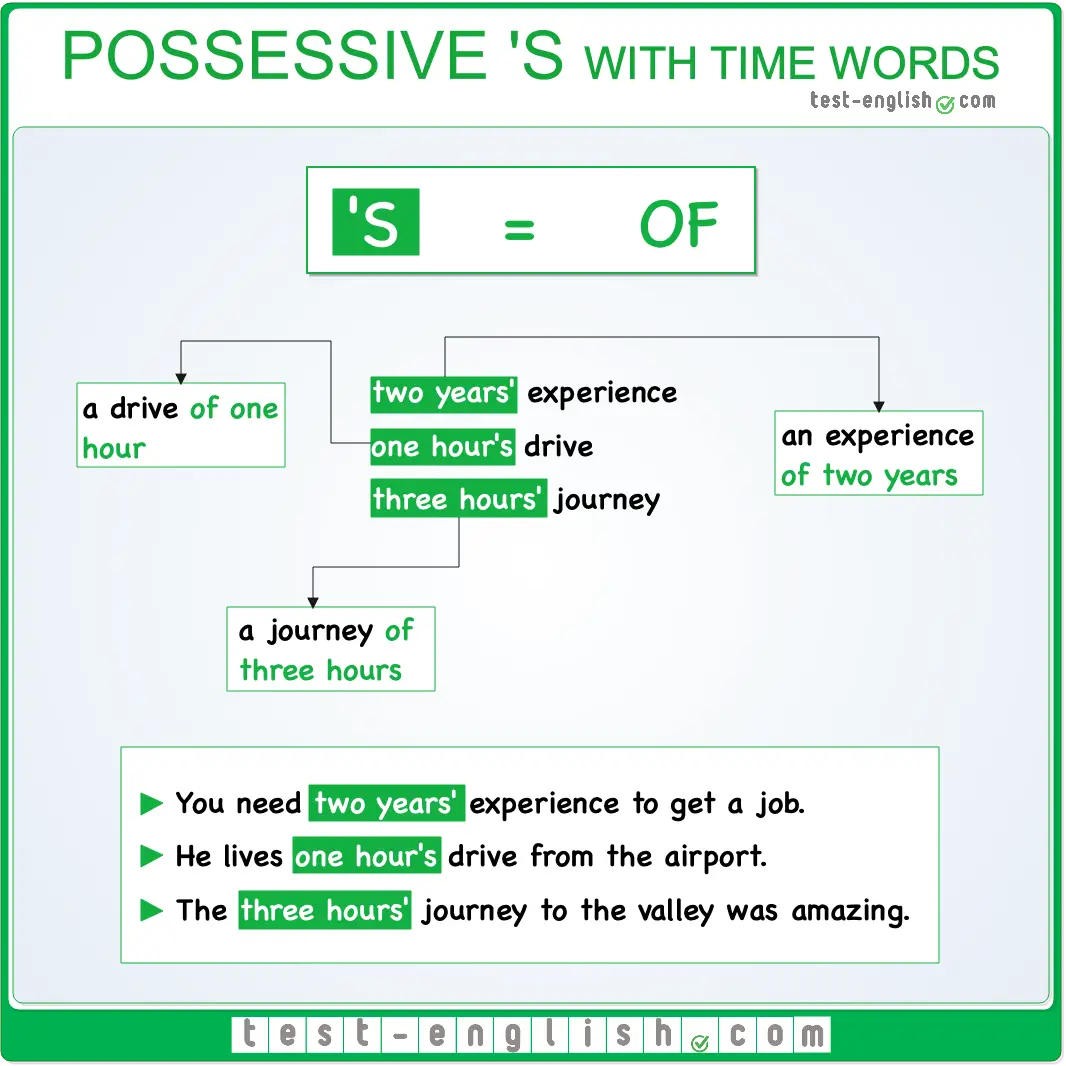 POSSESSIVE 'S WITH TIME WORDS
test-english.com
'S = OF
two years' experience
one hour's drive
three hours' journey
a drive of one
hour
an experience
of two years
a journey of
three hours
You need two years' experience to get a job.
He lives one hour's drive from the airport.
The three hours' journey to the valley was amazing.
test-english.com